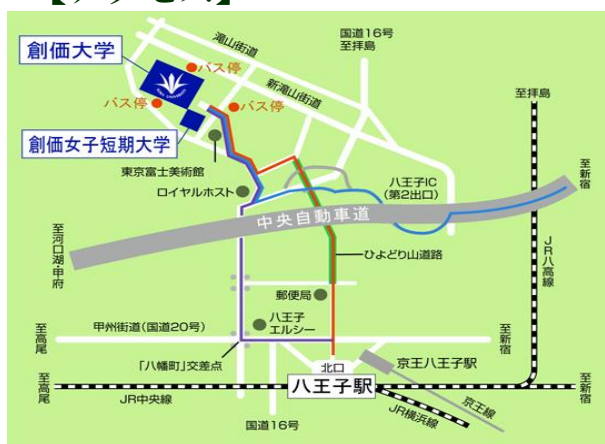 【アクセス】
国道16号
至拝島
滝山街道
創価大学
バス停
新滝山街道
至拝島
バス停
バス停
創価女子短期大学
至新宿
東京富士美術館
八王子IC
(第2出口)
ロイヤルホスト
中央自動車道
至河口湖・甲府
ひよどり山道路
JR八高線
郵便局
八王子
エルシー
甲州街道(国道20号)
至高尾
至新宿
「八幡町」交差点
北口
京王八王子駅
至高尾
八王子駅
至新宿
JR中央線
JR横浜線
京王線
国道16号